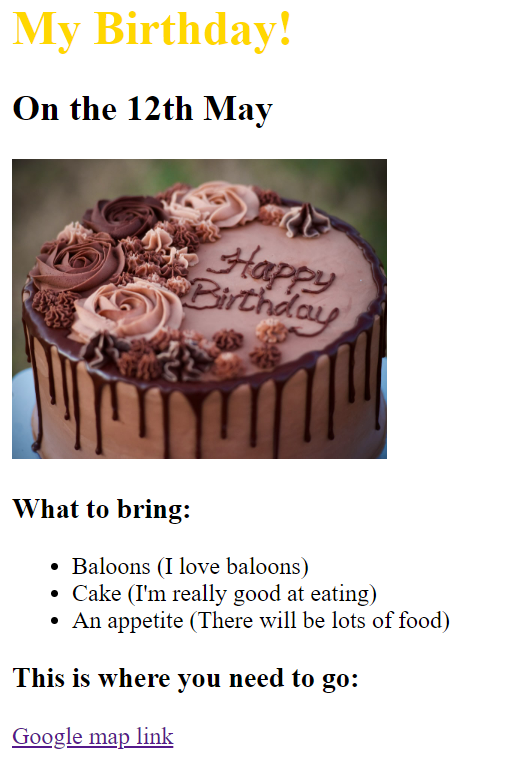 My Birthday!
On the 12th May
Happy
Birthday
What to bring:
Baloons (I love baloons)
Cake (I'm really good at eating)
An appetite (There will be lots of food)
This is where you need to go:
Google map link